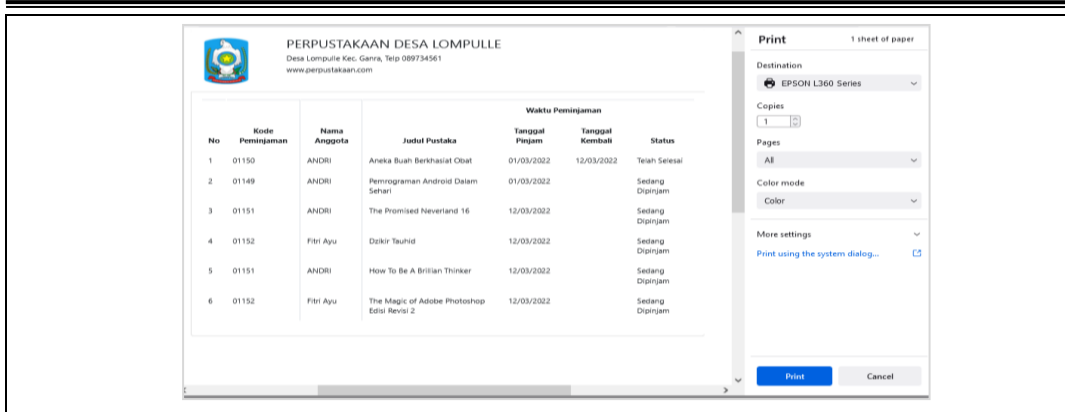 PERPUSTAKAAN DESA LOMPULLE
Desa Lompulle Kec. Ganra, Telp 089734561
www.perpustakaan.com
Waktu Peminjaman
No Kode Peminjaman Nama Anggota Judul Pustaka Tanggal Pinjam Tanggal Kembali Status
1 01150 ANDRI Aneka Buah Berkhasiat Obat 01/03/2022 12/03/2022 Telah Selesai
2 01149 ANDRI Pemrograman Android Dalam Sehari 01/03/2022 Sedang Dipinjam
3 01151 ANDRI The Promised Neverland 16 12/03/2022 Sedang Dipinjam
4 01152 Fitri Ayu Dzikir Tauhid 12/03/2022 Sedang Dipinjam
5 01151 ANDRI How To Be A Brillian Thinker 12/03/2022 Sedang Dipinjam
6 01152 Fitri Ayu The Magic of Adobe Photoshop Edisi Revisi 2 12/03/2022 Sedang Dipinjam
Print 1 sheet of paper
Destination
EPSON L360 Series
Copies
1
Pages
All
Color mode
Color
More settings
Print using the system dialog...
Print Cancel